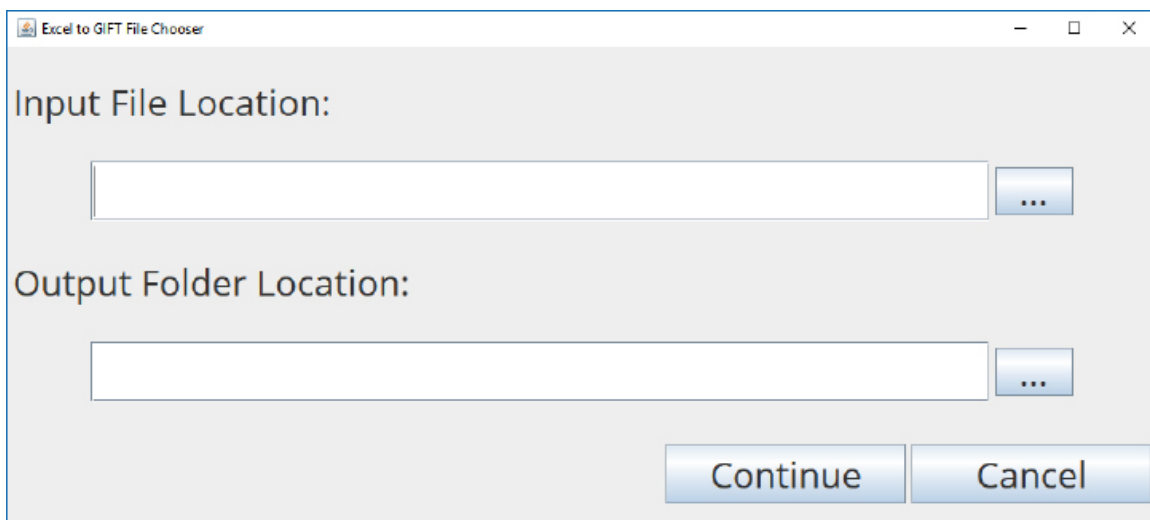 Excel to GIFT File Chooser
Input File Location:
...
Output Folder Location:
...
Continue Cancel